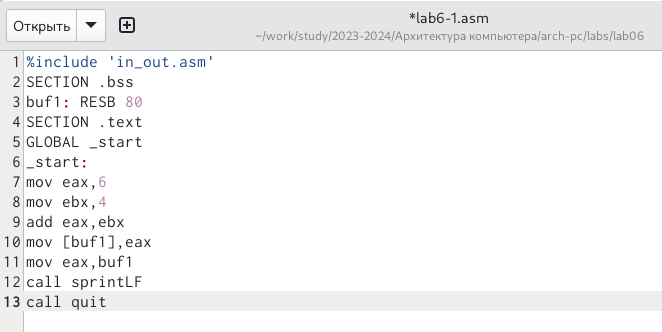 Открыть
*lab6-1.asm
~/work/study/2023-2024/Архитектура компьютера/arch-pc/labs/lab06
1 %include 'in_out.asm'
2 SECTION .bss
3 buf1: RESB 80
4 SECTION .text
5 GLOBAL _start
6 _start:
7 mov eax,6
8 mov ebx,4
9 add eax,ebx
10 mov [buf1],eax
11 mov eax,buf1
12 call sprintLF
13 call quit